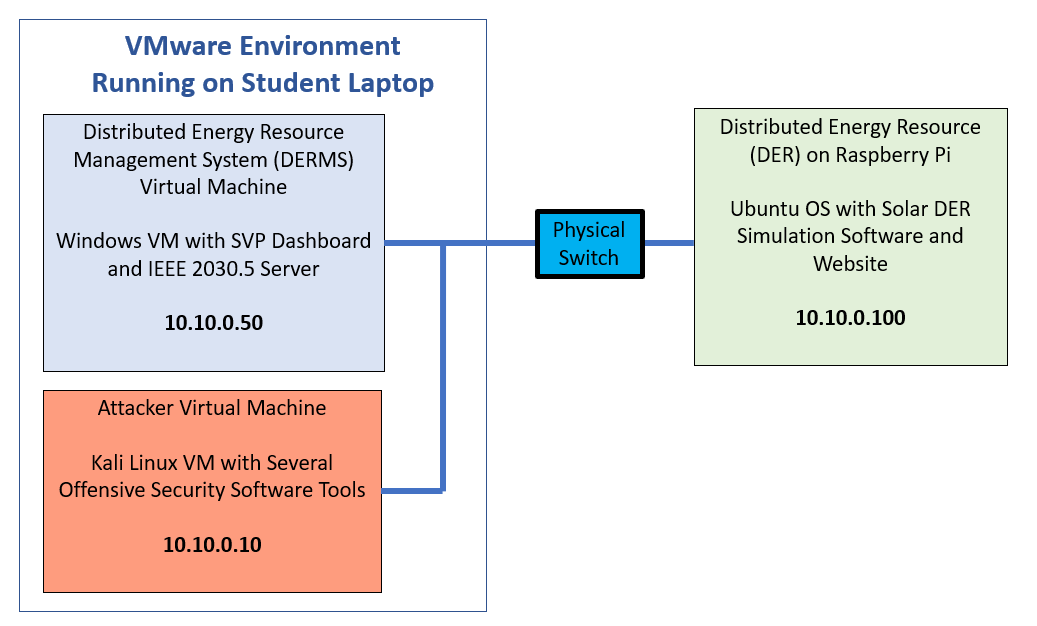 VMware Environment
Running on Student Laptop
Distributed Energy Resource
Management System (DERMS)
Virtual Machine
Windows VM with SVP Dashboard
and IEEE 2030.5 Server
10.10.0.50
Attacker Virtual Machine
Kali Linux VM with Several
Offensive Security Software Tools
10.10.0.10
Physical
Switch
Distributed Energy Resource
(DER) on Raspberry Pi
Ubuntu OS with Solar DER
Simulation Software and
Website
10.10.0.100